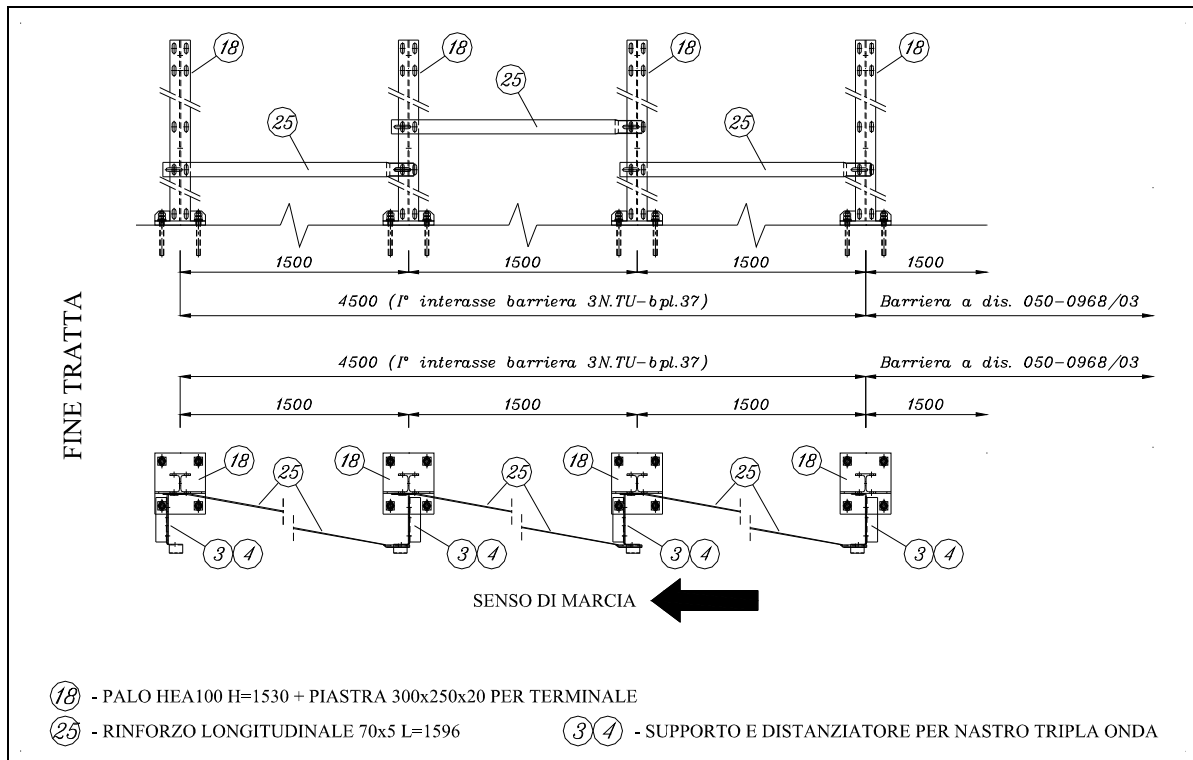 18 18 18 18
25 25 25
1500 1500 1500 1500
4500 (I° interasse barriera 3N.TU-bpl.37) Barriera a dis. 050-0968/03
FINE TRATTA
4500 (I° interasse barriera 3N.TU-bpl.37) Barriera a dis. 050-0968/03
1500 1500 1500 1500
18 25 18 25 18 25 18
3 4 3 4 3 4 3 4
SENSO DI MARCIA
18 - PALO HEA100 H=1530 + PIASTRA 300x250x20 PER TERMINALE
25 - RINFORZO LONGITUDINALE 70x5 L=1596 3 4 - SUPPORTO E DISTANZIATORE PER NASTRO TRIPLA ONDA